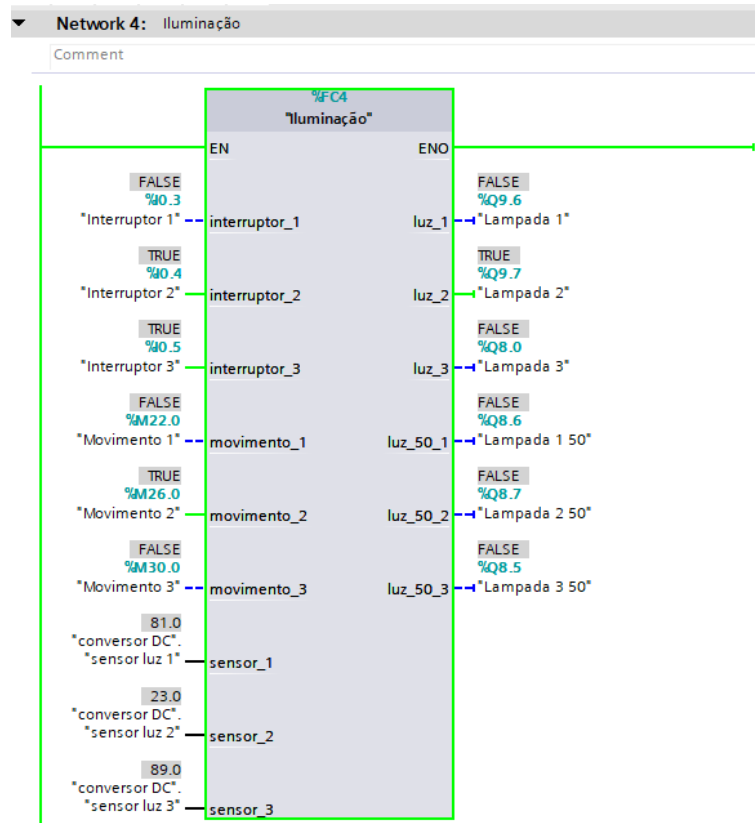 Network 4: Iluminação
Comment
%FC4
"Iluminação"
EN ENO
FALSE FALSE
%I0.3 %Q9.6
"Interruptor 1" interruptor_1 luz_1 "Lampada 1"
TRUE TRUE
%I0.4 %Q9.7
"Interruptor 2" interruptor_2 luz_2 "Lampada 2"
TRUE FALSE
%I0.5 %Q8.0
"Interruptor 3" interruptor_3 luz_3 "Lampada 3"
FALSE FALSE
%M22.0 %Q8.6
"Movimento 1" movimento_1 luz_50_1 "Lampada 1 50"
TRUE FALSE
%M26.0 %Q8.7
"Movimento 2" movimento_2 luz_50_2 "Lampada 2 50"
FALSE FALSE
%M30.0 %Q8.5
"Movimento 3" movimento_3 luz_50_3 "Lampada 3 50"
81.0
"conversor DC".
"sensor luz 1" sensor_1
23.0
"conversor DC".
"sensor luz 2" sensor_2
89.0
"conversor DC".
"sensor luz 3" sensor_3